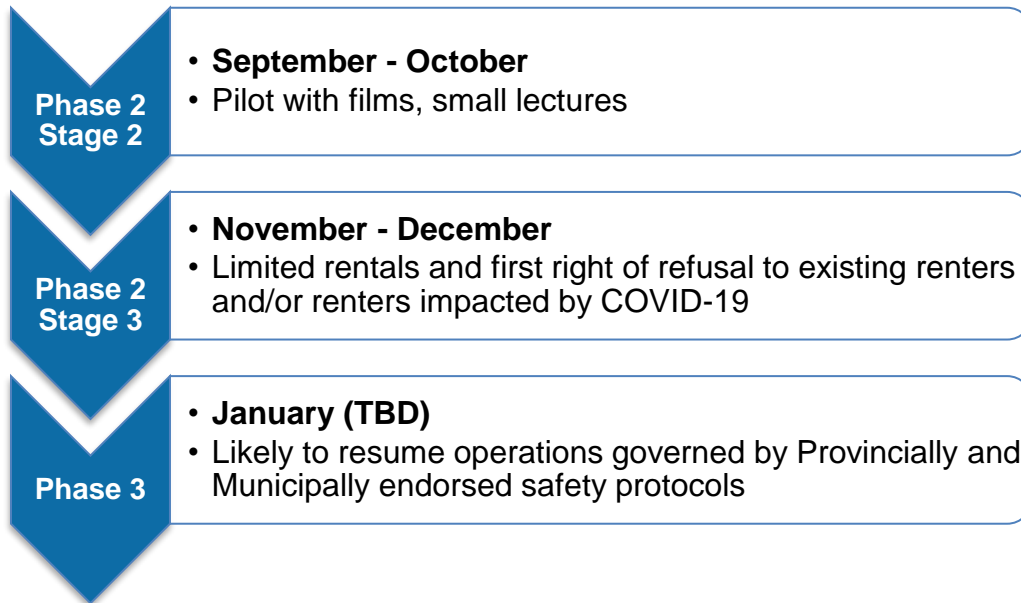 Phase 2
Stage 2
• September - October
• Pilot with films, small lectures
Phase 2
Stage 3
• November - December
• Limited rentals and first right of refusal to existing renters
and/or renters impacted by COVID-19
Phase 3
• January (TBD)
• Likely to resume operations governed by Provincially and
Municipally endorsed safety protocols